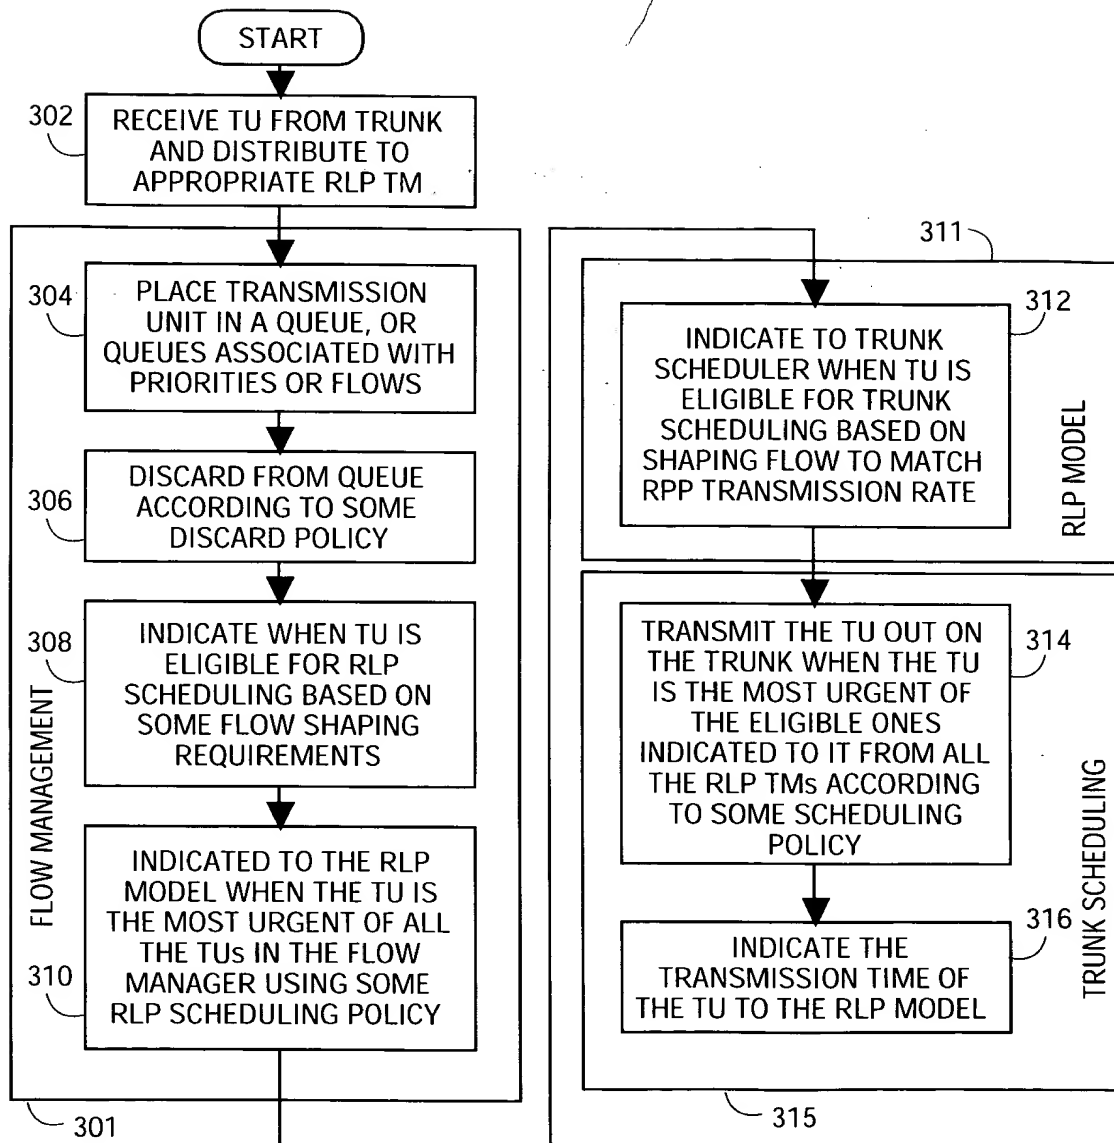 START
302
RECEIVE TU FROM TRUNK
AND DISTRIBUTE TO
APPROPRIATE RLP TM
304
PLACE TRANSMISSION
UNIT IN A QUEUE, OR
QUEUES ASSOCIATED WITH
PRIORITIES OR FLOWS
306
DISCARD FROM QUEUE
ACCORDING TO SOME
DISCARD POLICY
308
INDICATE WHEN TU IS
ELIGIBLE FOR RLP
SCHEDULING BASED ON
SOME FLOW SHAPING
REQUIREMENTS
310
INDICATED TO THE RLP
MODEL WHEN THE TU IS
THE MOST URGENT OF ALL
THE TUs IN THE FLOW
MANAGER USING SOME
RLP SCHEDULING POLICY
FLOW MANAGEMENT
301
311
312
INDICATE TO TRUNK
SCHEDULER WHEN TU IS
ELIGIBLE FOR TRUNK
SCHEDULING BASED ON
SHAPING FLOW TO MATCH
RPP TRANSMISSION RATE
RLP MODEL
314
TRANSMIT THE TU OUT ON
THE TRUNK WHEN THE TU
IS THE MOST URGENT OF
THE ELIGIBLE ONES
INDICATED TO IT FROM ALL
THE RLP TMs ACCORDING
TO SOME SCHEDULING
POLICY
316
INDICATE THE
TRANSMISSION TIME OF
THE TU TO THE RLP MODEL
TRUNK SCHEDULING
315